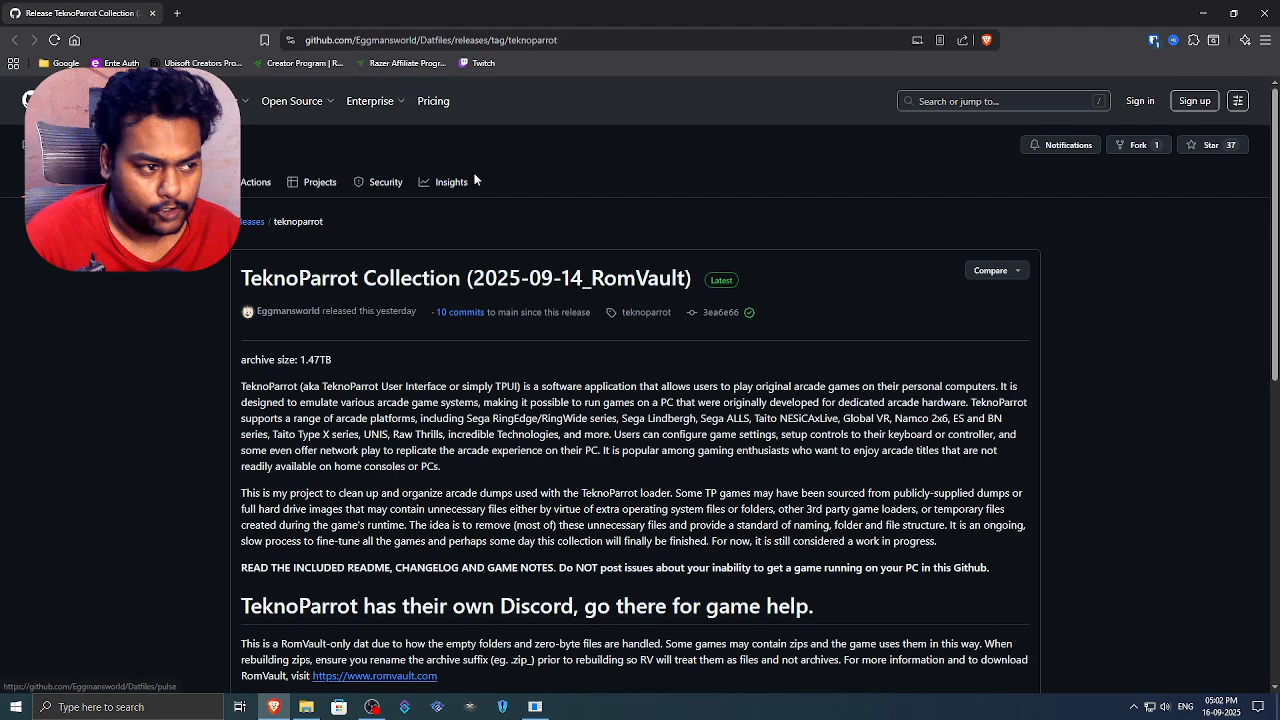 Release TeknoParrot Collection (
github.com/Eggmansworld/Datfiles/releases/tag/teknoparrot
Google
Ente Auth
Ubisoft Creators Pro...
Creator Program | R...
Razer Affiliate Progr...
Twitch
Open Source
Enterprise
Pricing
Search or jump to...
/
Sign in
Sign up
Notifications
Fork 1
Star 37
Actions
Projects
Security
Insights
leases / teknoparrot
TeknoParrot Collection (2025-09-14_RomVault)
Latest
Compare
Eggmansworld released this yesterday
· 10 commits to main since this release
teknoparrot
3ea6e66
archive size: 1.47TB
TeknoParrot (aka TeknoParrot User Interface or simply TPUI) is a software application that allows users to play original arcade games on their personal computers. It is
designed to emulate various arcade game systems, making it possible to run games on a PC that were originally developed for dedicated arcade hardware. TeknoParrot
supports a range of arcade platforms, including Sega RingEdge/RingWide series, Sega Lindbergh, Sega ALLS, Taito NESiCAxLive, Global VR, Namco 2x6, ES and BN
series, Taito Type X series, UNIS, Raw Thrills, incredible Technologies, and more. Users can configure game settings, setup controls to their keyboard or controller, and
some even offer network play to replicate the arcade experience on their PC. It is popular among gaming enthusiasts who want to enjoy arcade titles that are not
readily available on home consoles or PCs.
This is my project to clean up and organize arcade dumps used with the TeknoParrot loader. Some TP games may have been sourced from publicly-supplied dumps or
full hard drive images that may contain unnecessary files either by virtue of extra operating system files or folders, other 3rd party game loaders, or temporary files
created during the game's runtime. The idea is to remove (most of) these unnecessary files and provide a standard of naming, folder and file structure. It is an ongoing,
slow process to fine-tune all the games and perhaps some day this collection will finally be finished. For now, it is still considered a work in progress.
READ THE INCLUDED README, CHANGELOG AND GAME NOTES. Do NOT post issues about your inability to get a game running on your PC in this Github.
TeknoParrot has their own Discord, go there for game help.
This is a RomVault-only dat due to how the empty folders and zero-byte files are handled. Some games may contain zips and the game uses them in this way. When
rebuilding zips, ensure you rename the archive suffix (eg. .zip_) prior to rebuilding so RV will treat them as files and not archives. For more information and to download
RomVault, visit https://www.romvault.com
https://github.com/Eggmansworld/Datfiles/pulse
Type here to search
ENG
05:02 PM
16-09-2025